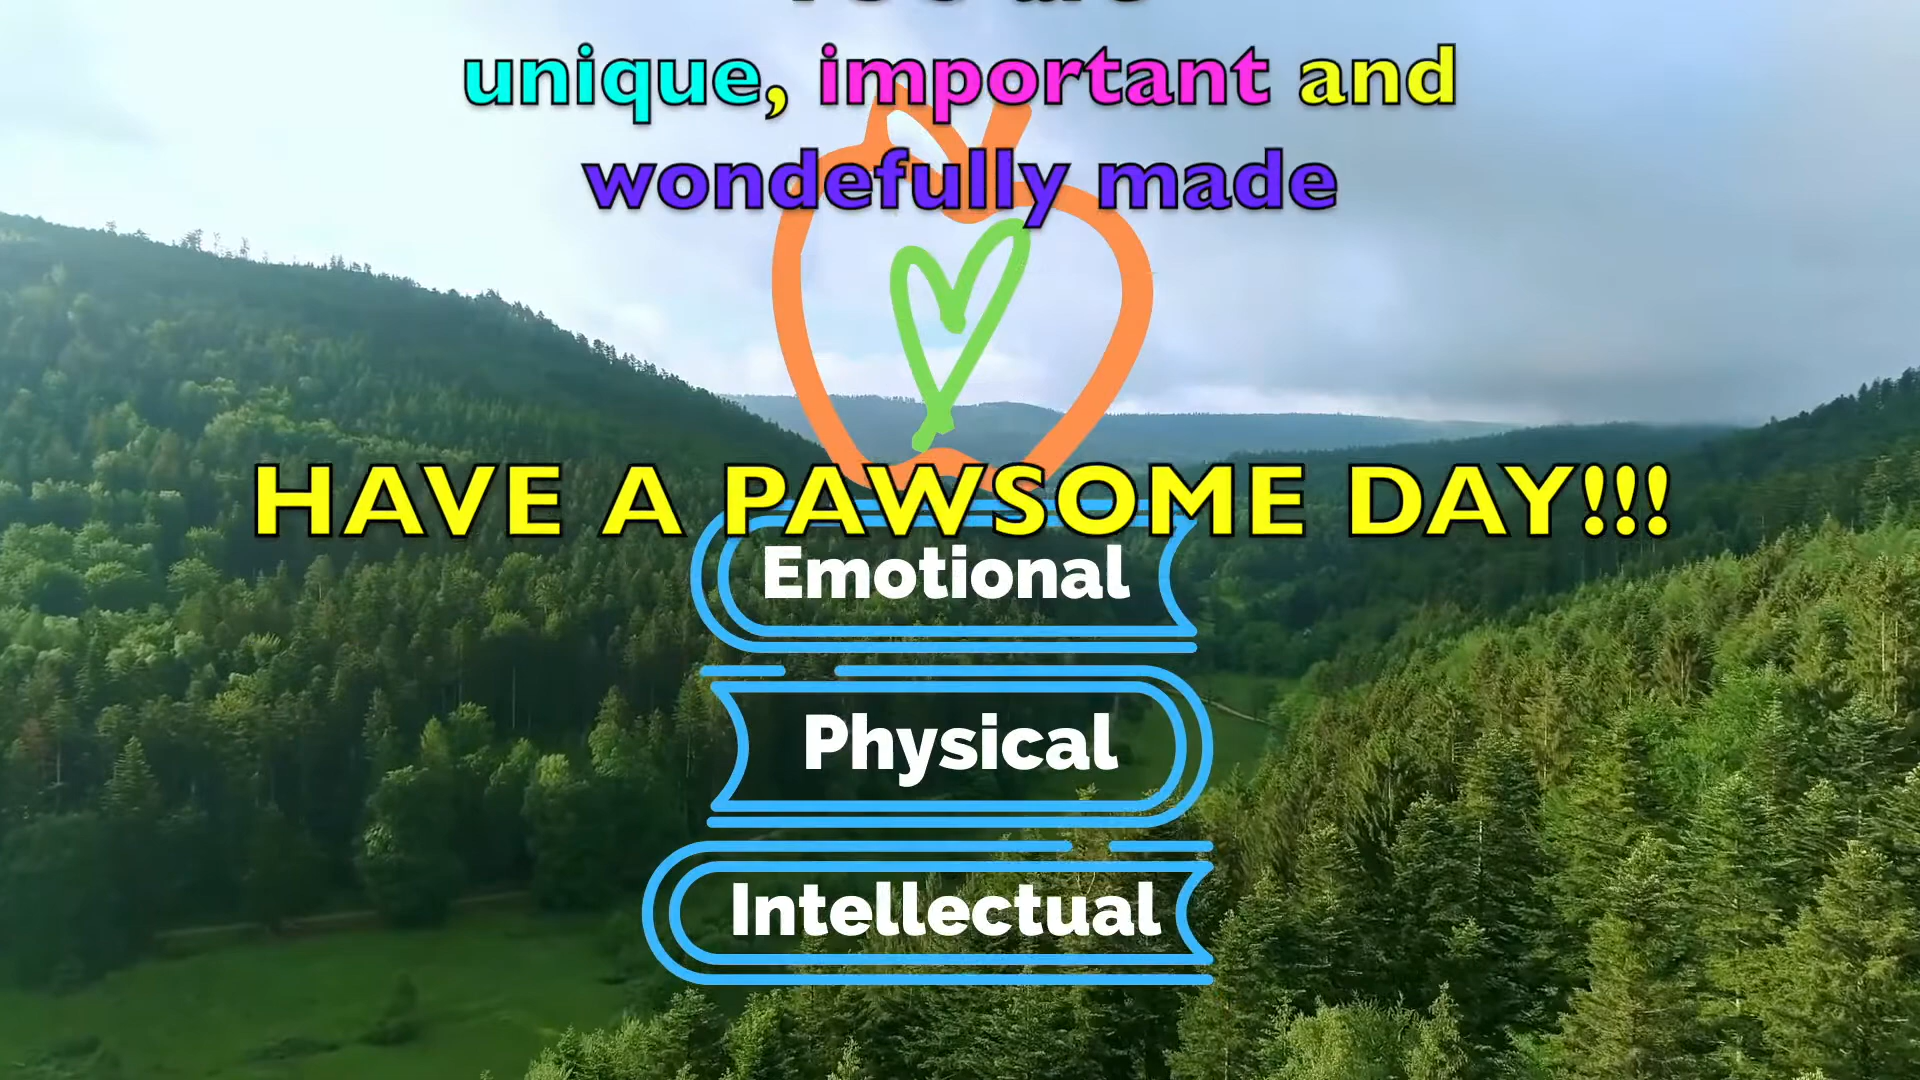 unique, important and
wondefully made
HAVE A PAWSOME DAY!!!
Emotional
Physical
Intellectual